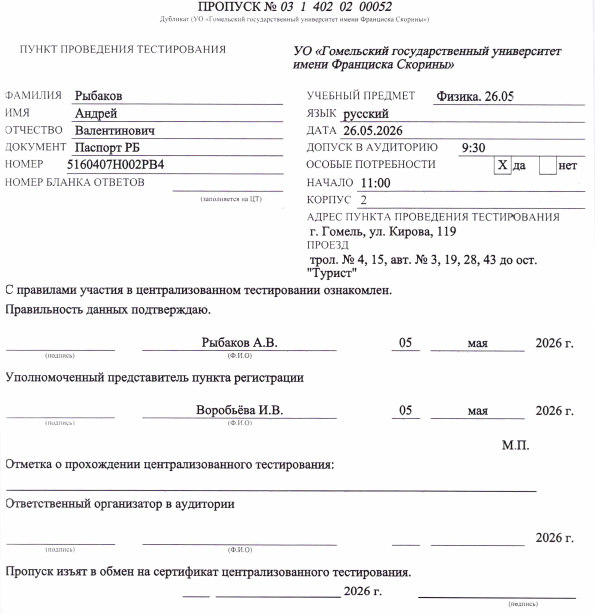 ПРОПУСК № 03 1 402 02 00052
Дубликат (УО «Гомельский государственный университет имени Франциска Скорины»)
ПУНКТ ПРОВЕДЕНИЯ ТЕСТИРОВАНИЯ
УО «Гомельский государственный университет
имени Франциска Скорины»
ФАМИЛИЯ Рыбаков
ИМЯ Андрей
ОТЧЕСТВО Валентинович
ДОКУМЕНТ Паспорт РБ
НОМЕР 5160407H002PB4
НОМЕР БЛАНКА ОТВЕТОВ
(заполняется на ЦТ)
УЧЕБНЫЙ ПРЕДМЕТ Физика. 26.05
ЯЗЫК русский
ДАТА 26.05.2026
ДОПУСК В АУДИТОРИЮ 9:30
ОСОБЫЕ ПОТРЕБНОСТИ X да нет
НАЧАЛО 11:00
КОРПУС 2
АДРЕС ПУНКТА ПРОВЕДЕНИЯ ТЕСТИРОВАНИЯ
г. Гомель, ул. Кирова, 119
ПРОЕЗД
трол. № 4, 15, авт. № 3, 19, 28, 43 до ост.
"Турист"
С правилами участия в централизованном тестировании ознакомлен.
Правильность данных подтверждаю.
Рыбаков А.В. 05 мая 2026 г.
(подпись) (Ф.И.О)
Уполномоченный представитель пункта регистрации
Воробьёва И.В. 05 мая 2026 г.
(подпись) (Ф.И.О)
М.П.
Отметка о прохождении централизованного тестирования:
Ответственный организатор в аудитории
2026 г.
(подпись) (Ф.И.О)
Пропуск изъят в обмен на сертификат централизованного тестирования.
2026 г.
(подпись)